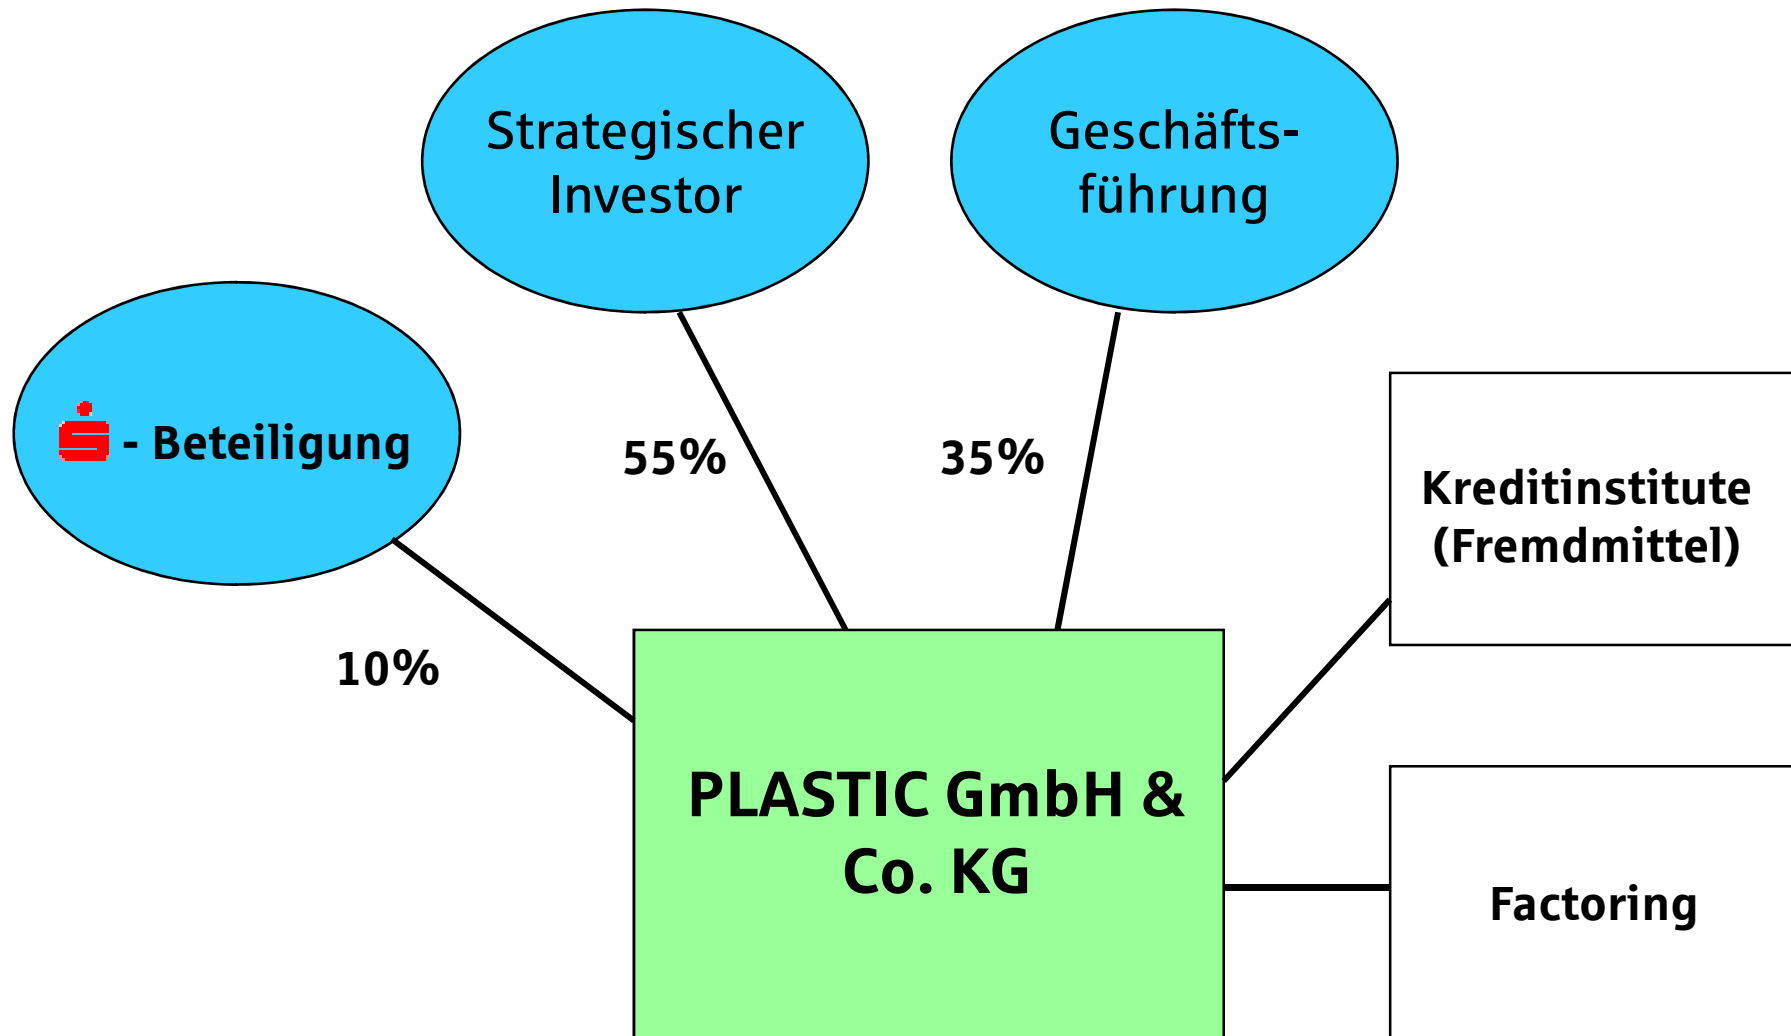 Strategischer
Investor
Geschäfts-
führung
S - Beteiligung
55%
35%
10%
Kreditinstitute
(Fremdmittel)
PLASTIC GmbH &
Co. KG
Factoring